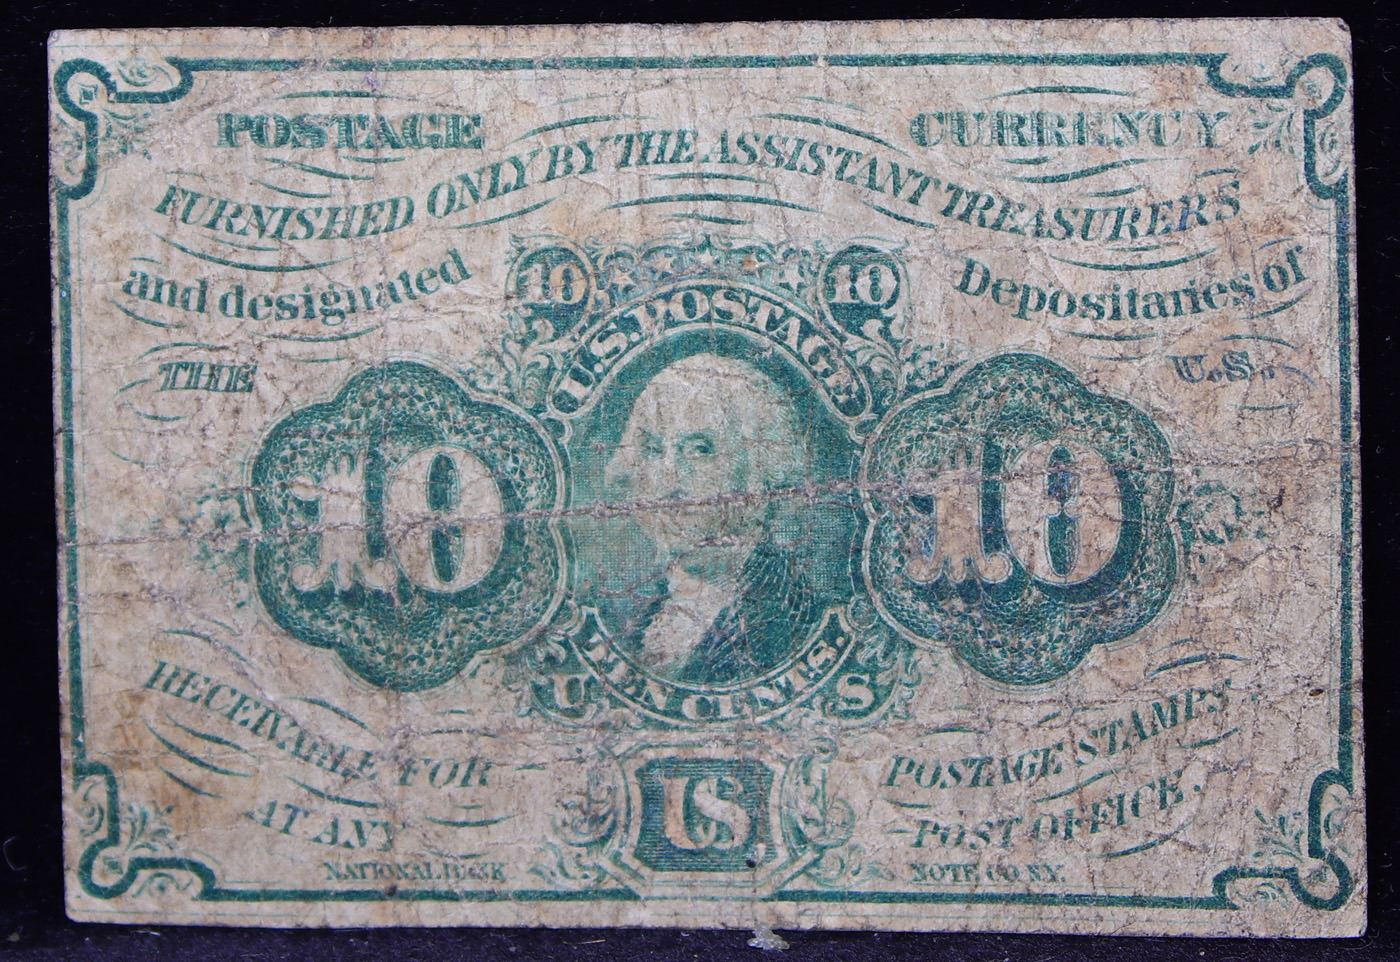 POSTAGE CURRENCY
FURNISHED ONLY BY THE ASSISTANT TREASURERS
and designated Depositaries of
THE U.S.
10 10
U.S. POSTAGE
10 10
TEN CENTS.
U S
RECEIVABLE FOR POSTAGE STAMPS
AT ANY POST OFFICE.
US
NATIONAL BANK NOTE CO. N.Y.